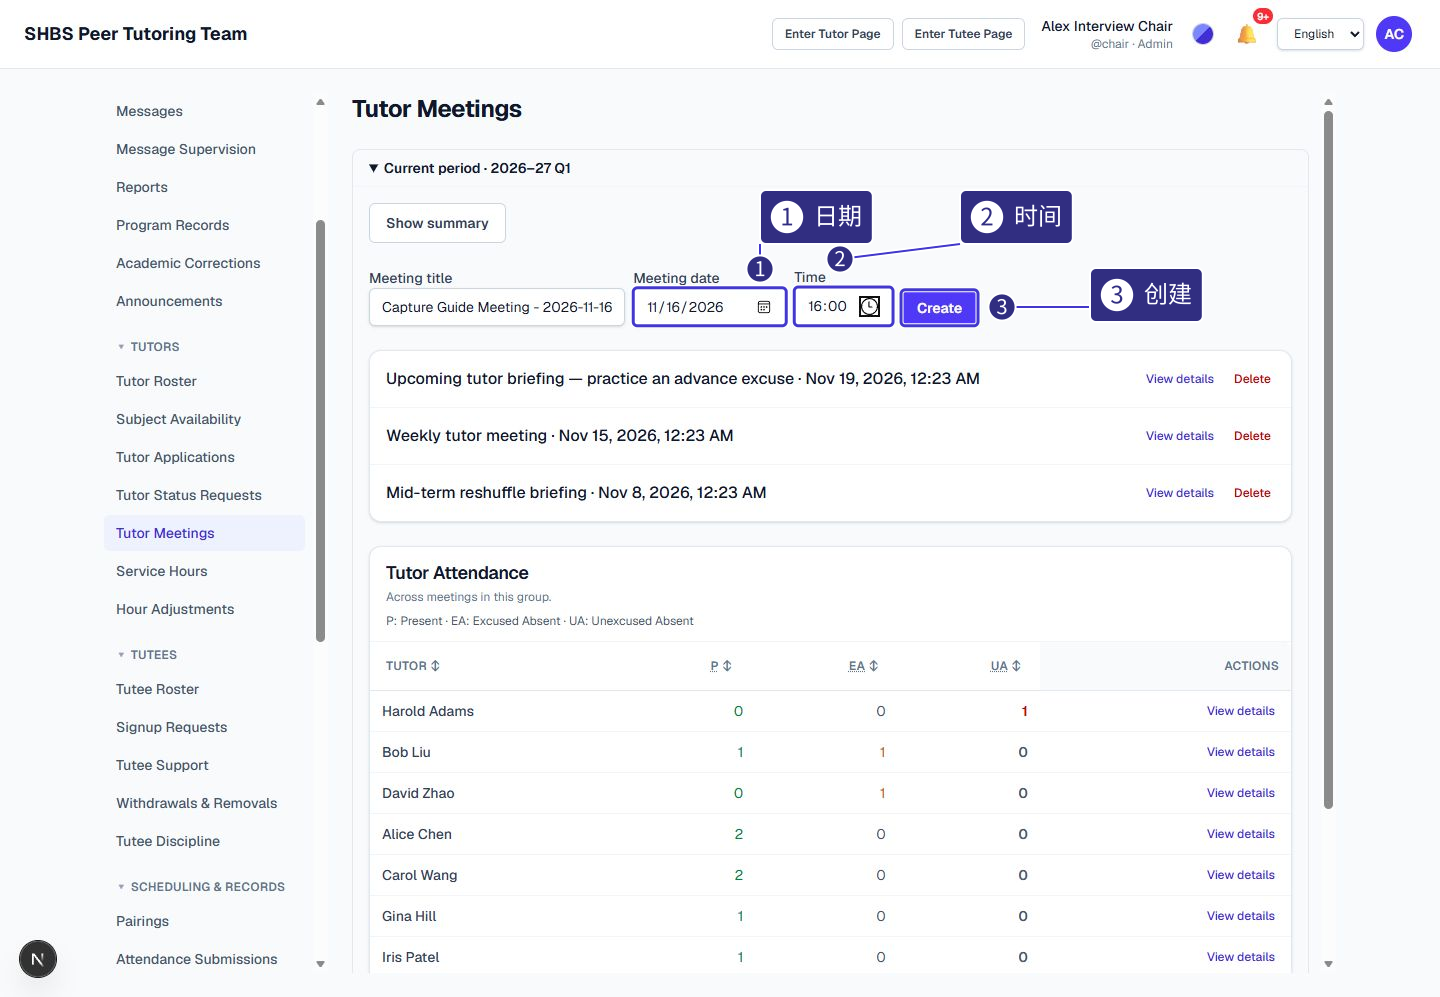 SHBS Peer Tutoring Team
Enter Tutor Page
Enter Tutee Page
Alex Interview Chair
@chair · Admin
9+
English
AC
Messages
Message Supervision
Reports
Program Records
Academic Corrections
Announcements
TUTORS
Tutor Roster
Subject Availability
Tutor Applications
Tutor Status Requests
Tutor Meetings
Service Hours
Hour Adjustments
TUTEES
Tutee Roster
Signup Requests
Tutee Support
Withdrawals & Removals
Tutee Discipline
SCHEDULING & RECORDS
Pairings
Attendance Submissions
N
Tutor Meetings
Current period · 2026–27 Q1
Show summary
1 日期
2 时间
3 创建
1
2
3
Meeting title
Capture Guide Meeting - 2026-11-16
Meeting date
11/16/2026
Time
16:00
Create
Upcoming tutor briefing — practice an advance excuse · Nov 19, 2026, 12:23 AM View details Delete
Weekly tutor meeting · Nov 15, 2026, 12:23 AM View details Delete
Mid-term reshuffle briefing · Nov 8, 2026, 12:23 AM View details Delete
Tutor Attendance
Across meetings in this group.
P: Present · EA: Excused Absent · UA: Unexcused Absent
TUTOR P EA UA ACTIONS
Harold Adams 0 0 1 View details
Bob Liu 1 1 0 View details
David Zhao 0 1 0 View details
Alice Chen 2 0 0 View details
Carol Wang 2 0 0 View details
Gina Hill 1 0 0 View details
Iris Patel 1 0 0 View details